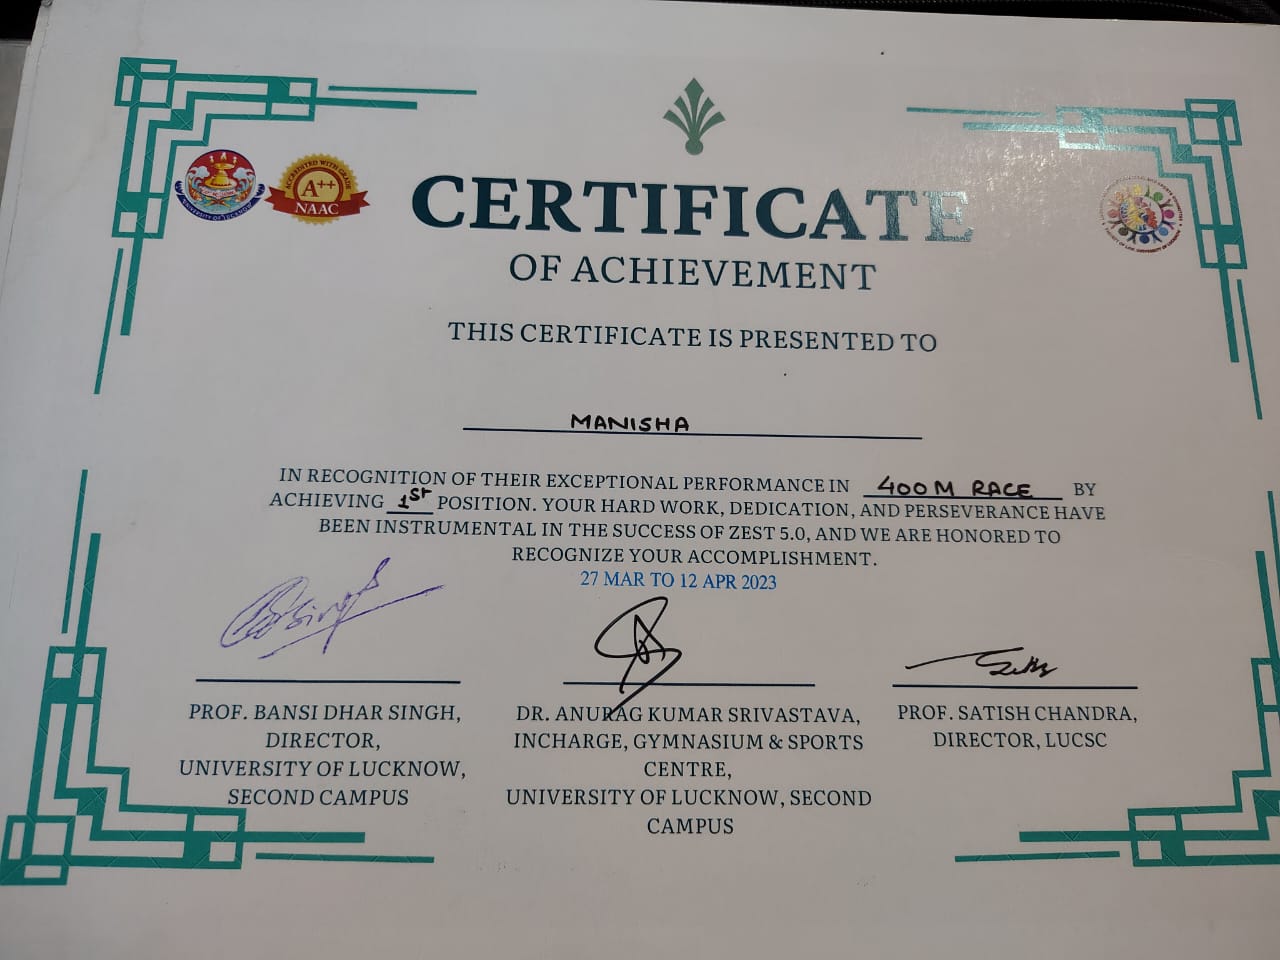 UNIVERSITY OF LUCKNOW
ACCREDITED WITH GRADE
A++
NAAC
CERTIFICATE
OF ACHIEVEMENT
THIS CERTIFICATE IS PRESENTED TO
MANISHA
IN RECOGNITION OF THEIR EXCEPTIONAL PERFORMANCE IN 400M RACE BY
ACHIEVING 1st POSITION. YOUR HARD WORK, DEDICATION, AND PERSEVERANCE HAVE
BEEN INSTRUMENTAL IN THE SUCCESS OF ZEST 5.0, AND WE ARE HONORED TO
RECOGNIZE YOUR ACCOMPLISHMENT.
27 MAR TO 12 APR 2023
PROF. BANSI DHAR SINGH,
DIRECTOR,
UNIVERSITY OF LUCKNOW,
SECOND CAMPUS
DR. ANURAG KUMAR SRIVASTAVA,
INCHARGE, GYMNASIUM & SPORTS
CENTRE,
UNIVERSITY OF LUCKNOW, SECOND
CAMPUS
PROF. SATISH CHANDRA,
DIRECTOR, LUCSC